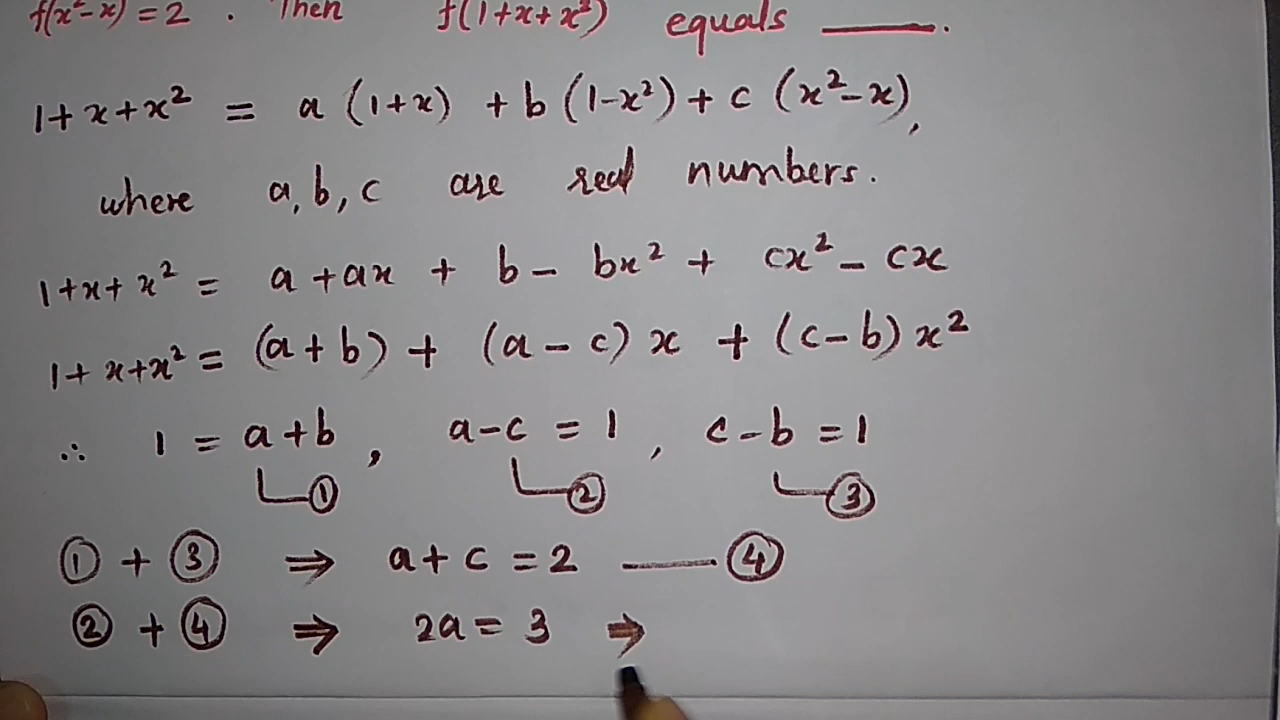 f(x²-x) = 2 . Then f(1+x+x²) equals ____.
1+x+x² = a(1+x) + b(1-x²) + c(x²-x),
where a, b, c are real numbers.
1+x+x² = a + ax + b - bx² + cx² - cx
1+x+x² = (a+b) + (a-c)x + (c-b)x²
∴ 1 = a+b , a-c = 1 , c-b = 1
① ② ③
① + ③ ⇒ a+c = 2 —— ④
② + ④ ⇒ 2a = 3 ⇒